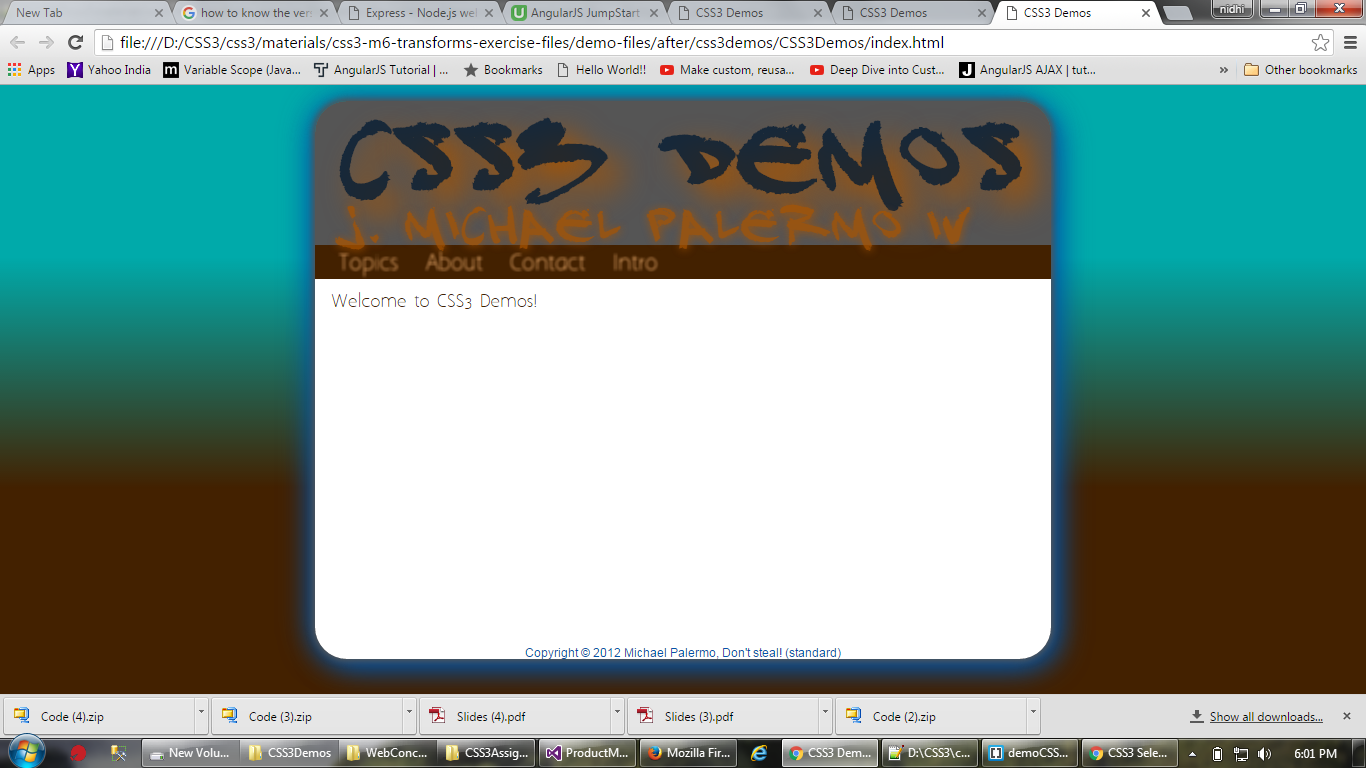 New Tab
how to know the ver
Express - Node.js wel
AngularJS JumpStart
CSS3 Demos
CSS3 Demos
CSS3 Demos
nidhi
file:///D:/CSS3/css3/materials/css3-m6-transforms-exercise-files/demo-files/after/css3demos/CSS3Demos/index.html
Apps
Yahoo India
Variable Scope (Java...
AngularJS Tutorial | ...
Bookmarks
Hello World!!
Make custom, reusa...
Deep Dive into Cust...
AngularJS AJAX | tut...
»
Other bookmarks
CSS3 DEMOS
J. MICHAEL PALERMO IV
Topics About Contact Intro
Welcome to CSS3 Demos!
Copyright © 2012 Michael Palermo, Don't steal! (standard)
Code (4).zip
Code (3).zip
Slides (4).pdf
Slides (3).pdf
Code (2).zip
Show all downloads...
New Volu...
CSS3Demos
WebConc...
CSS3Assig...
ProductM...
Mozilla Fir...
CSS3 Dem...
D:\CSS3\c...
demoCSS...
CSS3 Sele...
6:01 PM